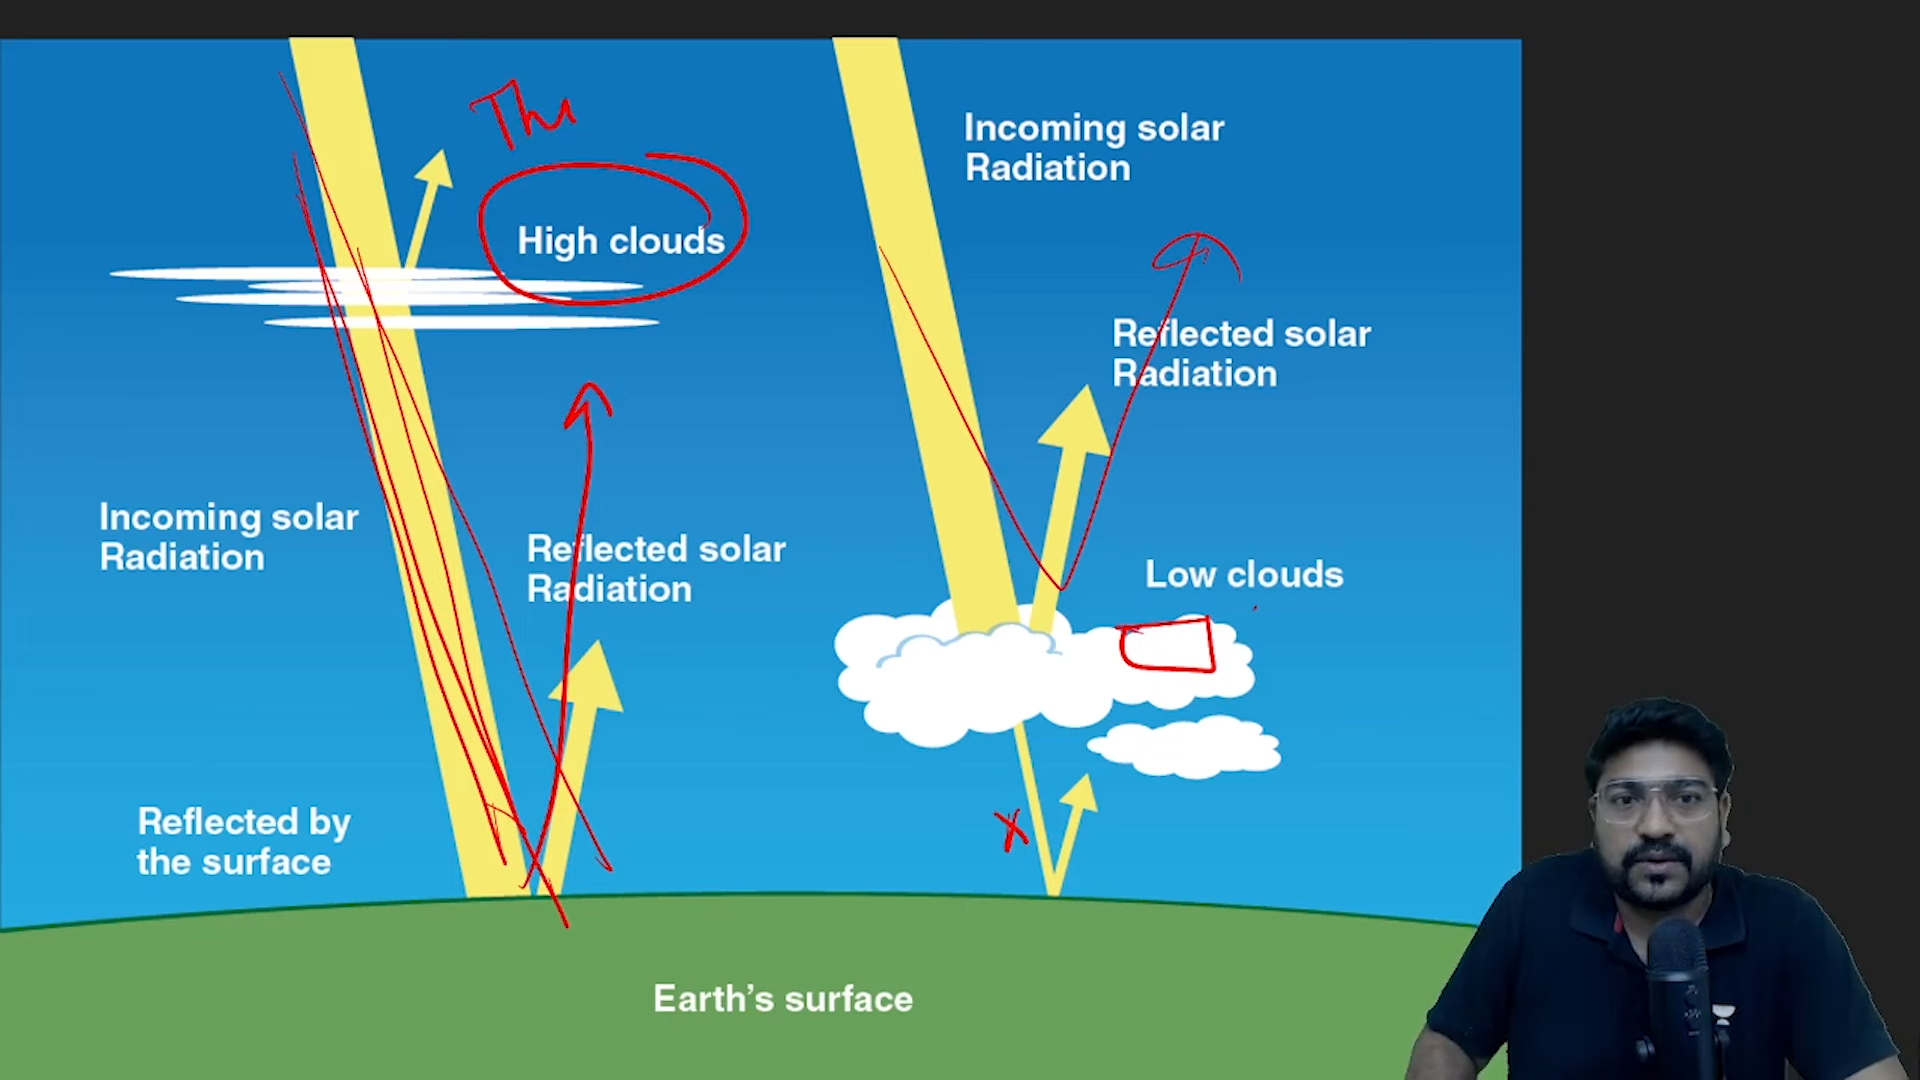 Th
High clouds
Incoming solar
Radiation
Reflected solar
Radiation
Incoming solar
Radiation
Reflected solar
Radiation
Low clouds
Reflected by
the surface
x
Earth's surface